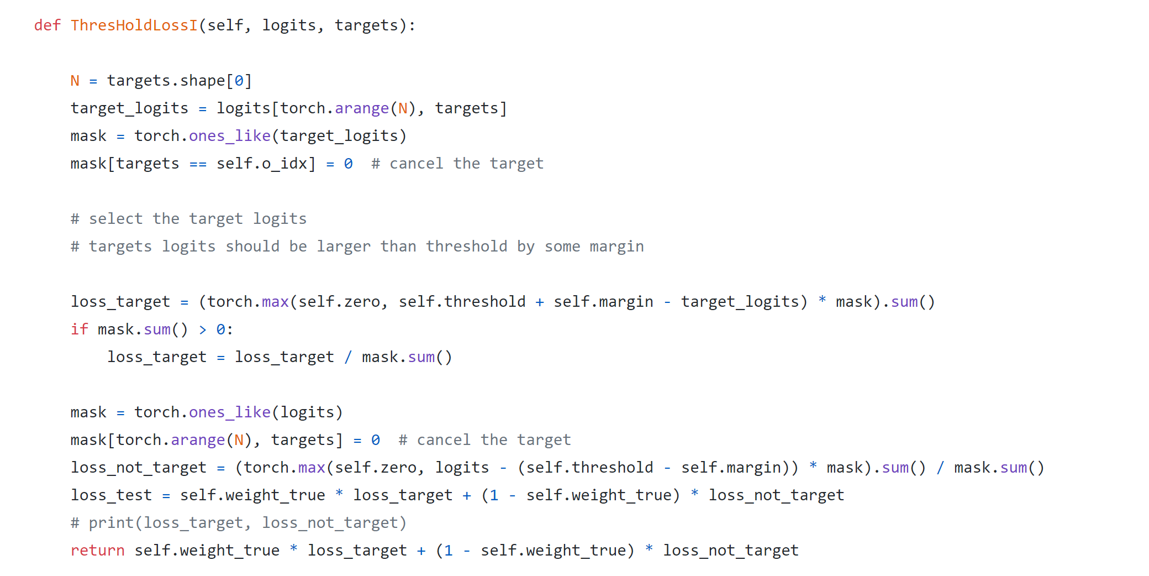 def ThresHoldLossI(self, logits, targets):
N = targets.shape[0]
target_logits = logits[torch.arange(N), targets]
mask = torch.ones_like(target_logits)
mask[targets == self.o_idx] = 0  # cancel the target
# select the target logits
# targets logits should be larger than threshold by some margin
loss_target = (torch.max(self.zero, self.threshold + self.margin - target_logits) * mask).sum()
if mask.sum() > 0:
loss_target = loss_target / mask.sum()
mask = torch.ones_like(logits)
mask[torch.arange(N), targets] = 0  # cancel the target
loss_not_target = (torch.max(self.zero, logits - (self.threshold - self.margin)) * mask).sum() / mask.sum()
loss_test = self.weight_true * loss_target + (1 - self.weight_true) * loss_not_target
# print(loss_target, loss_not_target)
return self.weight_true * loss_target + (1 - self.weight_true) * loss_not_target